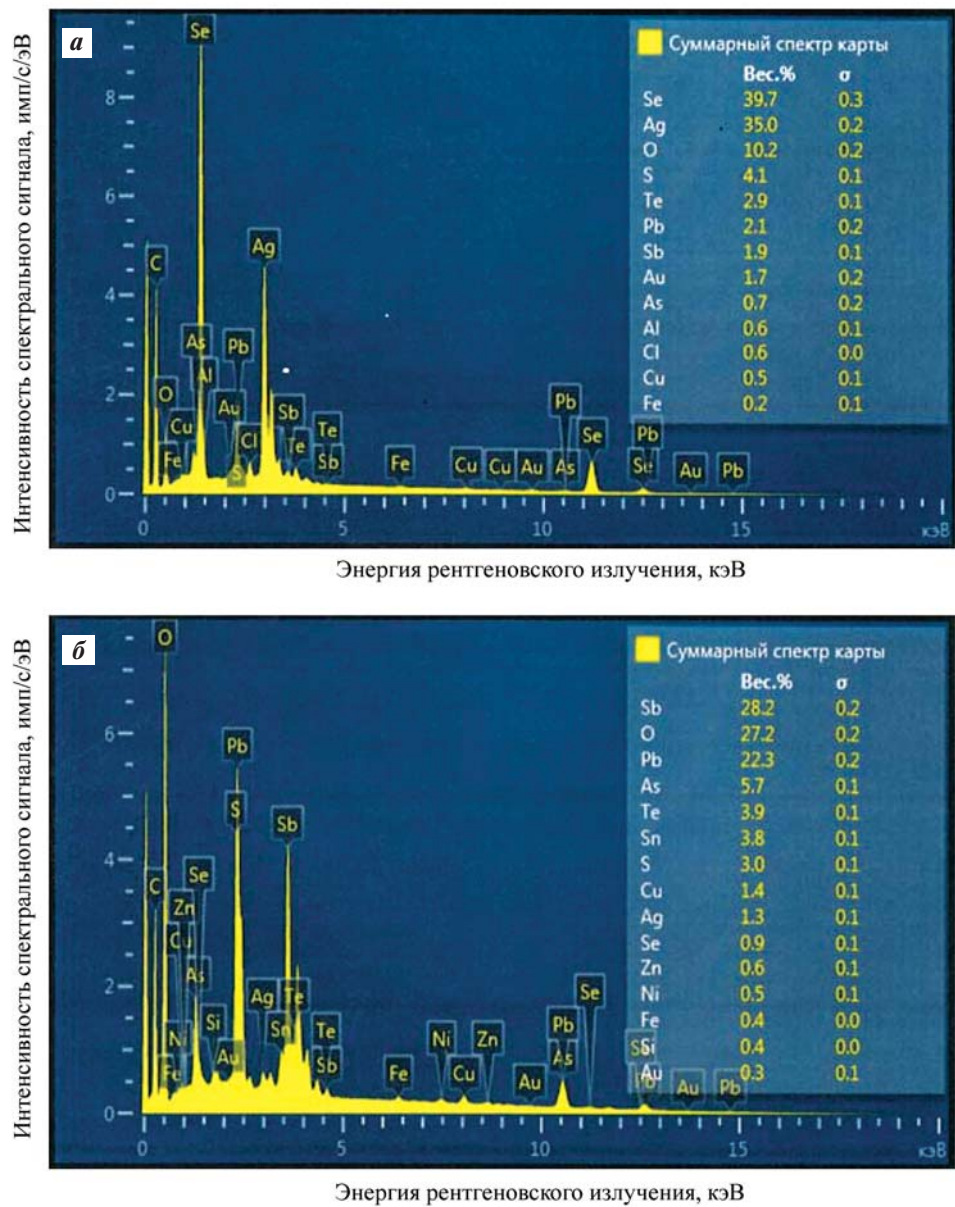 а
Интенсивность спектрального сигнала, имп/с/эВ
Суммарный спектр карты
Вес.% σ
Se 39.7 0.3
Ag 35.0 0.2
O 10.2 0.2
S 4.1 0.1
Te 2.9 0.1
Pb 2.1 0.2
Sb 1.9 0.1
Au 1.7 0.2
As 0.7 0.2
Al 0.6 0.1
Cl 0.6 0.0
Cu 0.5 0.1
Fe 0.2 0.1
8
6
4
2
0
Se
C
Ag
As
Pb
Al
O
Au
Sb
Cu
Cl
Te
Te
Fe
S
Sb
Fe
Cu
Cu
Au
Pb
As
Se
Pb
Se
Au
Pb
0 5 10 15 кэВ
Энергия рентгеновского излучения, кэВ
б
Интенсивность спектрального сигнала, имп/с/эВ
Суммарный спектр карты
Вес.% σ
Sb 28.2 0.2
O 27.2 0.2
Pb 22.3 0.2
As 5.7 0.1
Te 3.9 0.1
Sn 3.8 0.1
S 3.0 0.1
Cu 1.4 0.1
Ag 1.3 0.1
Se 0.9 0.1
Zn 0.6 0.1
Ni 0.5 0.1
Fe 0.4 0.0
Si 0.4 0.0
Au 0.3 0.1
6
4
2
0
O
Pb
S
Sb
C
Se
Zn
Cu
As
Si
Ag
Te
Ni
Sn
Te
Fe
Au
Sb
Fe
Ni
Cu
Zn
Au
Pb
As
Se
Au
Pb
0 5 10 15 кэВ
Энергия рентгеновского излучения, кэВ